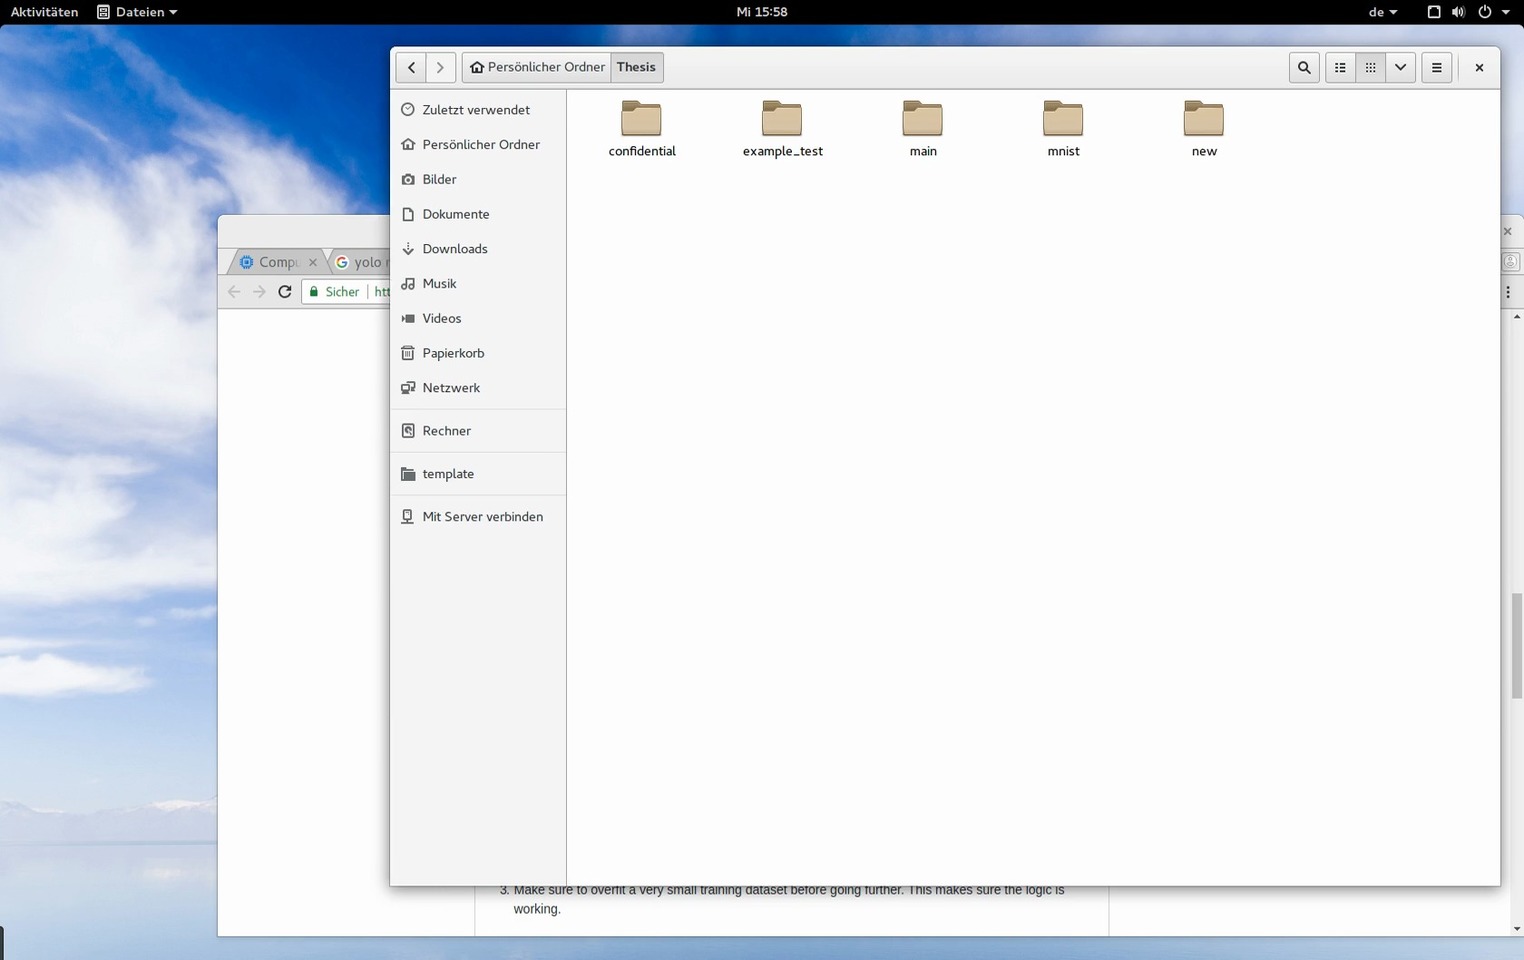 Aktivitäten Dateien Mi 15:58 de
Persönlicher Ordner Thesis
Zuletzt verwendet
Persönlicher Ordner
Bilder
Dokumente
Downloads
Musik
Videos
Papierkorb
Netzwerk
Rechner
template
Mit Server verbinden
confidential example_test main mnist new
Comp yolo
Sicher htt
3. Make sure to overfit a very small training dataset before going further. This makes sure the logic is
working.